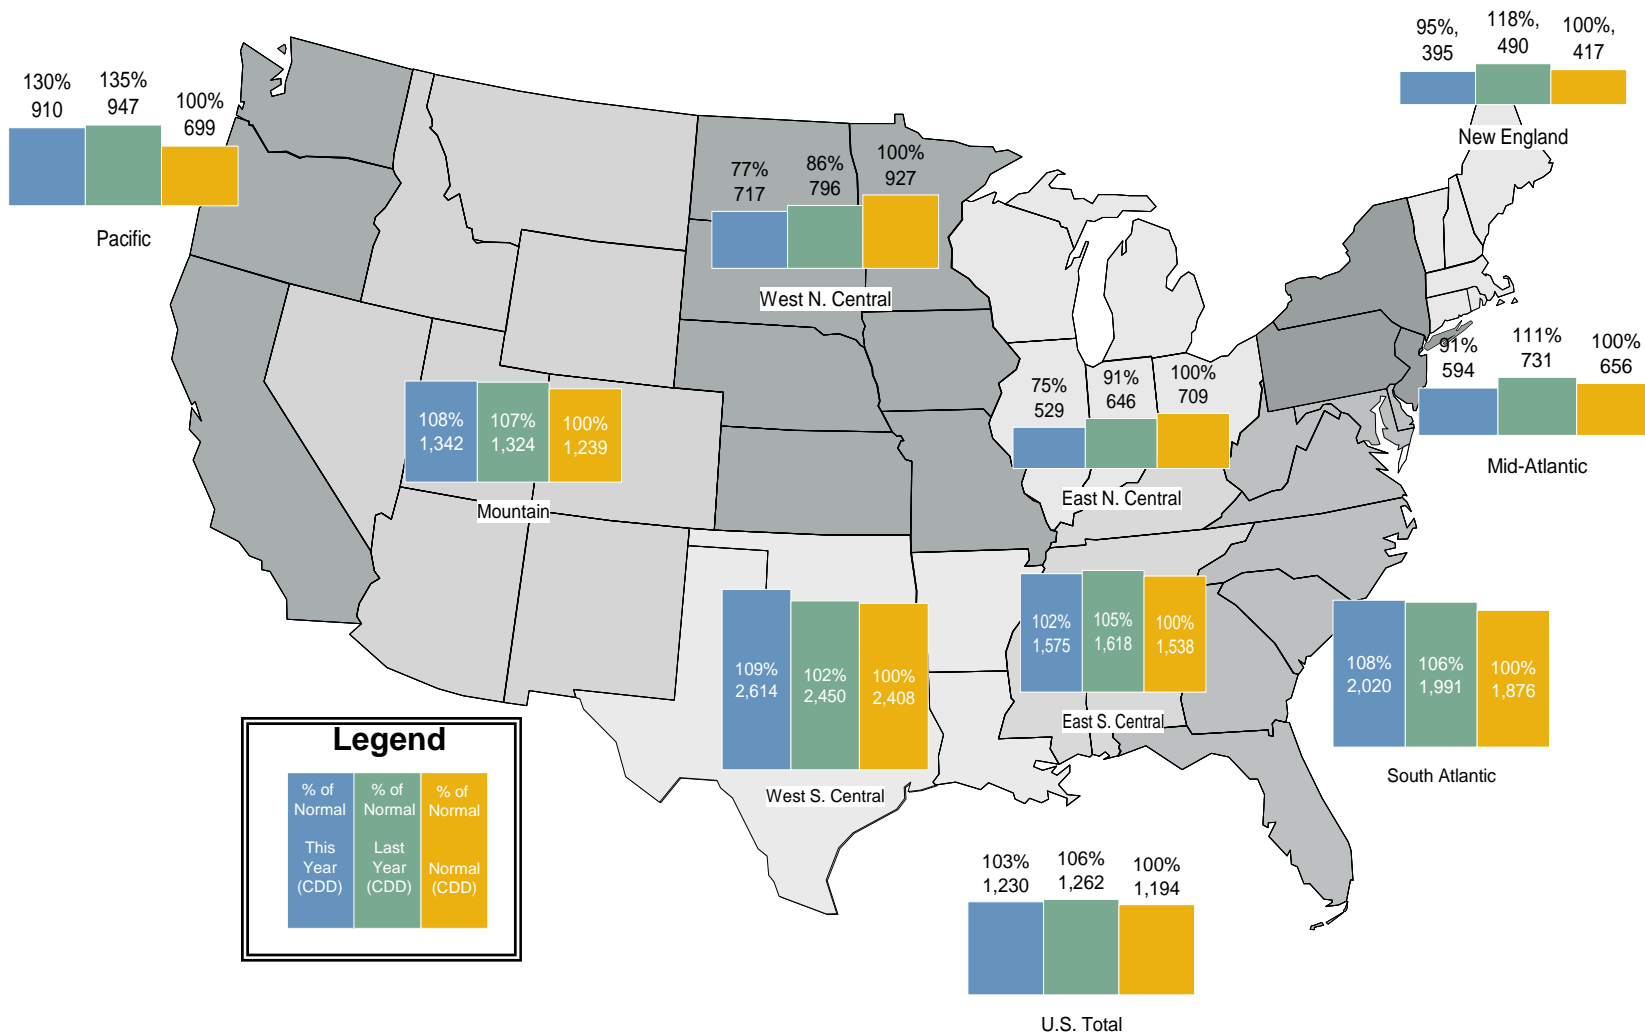 95%,
395
118%,
490
100%,
417
New England
130%
910
135%
947
100%
699
Pacific
77%
717
86%
796
100%
927
West N. Central
91%
594
111%
731
100%
656
Mid-Atlantic
75%
529
91%
646
100%
709
East N. Central
108%
1,342
107%
1,324
100%
1,239
Mountain
109%
2,614
102%
2,450
100%
2,408
West S. Central
102%
1,575
105%
1,618
100%
1,538
East S. Central
108%
2,020
106%
1,991
100%
1,876
South Atlantic
Legend
% of
Normal
This
Year
(CDD)
% of
Normal
Last
Year
(CDD)
% of
Normal
Normal
(CDD)
103%
1,230
106%
1,262
100%
1,194
U.S. Total